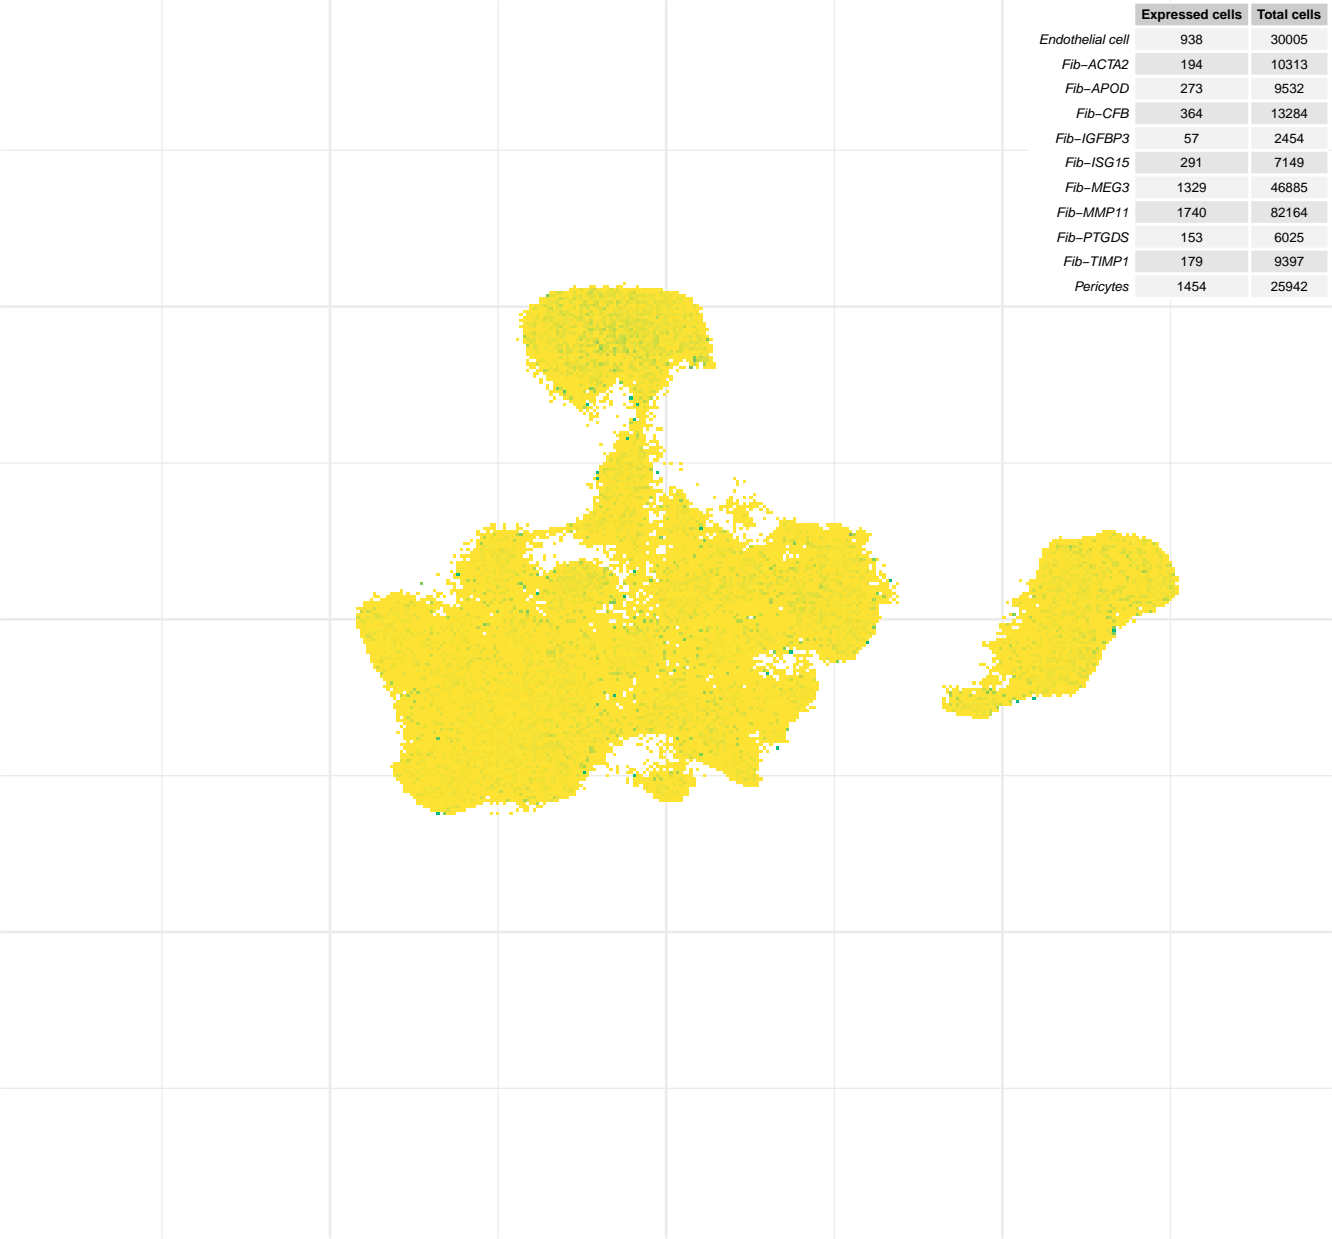 Expressed cells Total cells
Endothelial cell 938 30005
Fib−ACTA2 194 10313
Fib−APOD 273 9532
Fib−CFB 364 13284
Fib−IGFBP3 57 2454
Fib−ISG15 291 7149
Fib−MEG3 1329 46885
Fib−MMP11 1740 82164
Fib−PTGDS 153 6025
Fib−TIMP1 179 9397
Pericytes 1454 25942